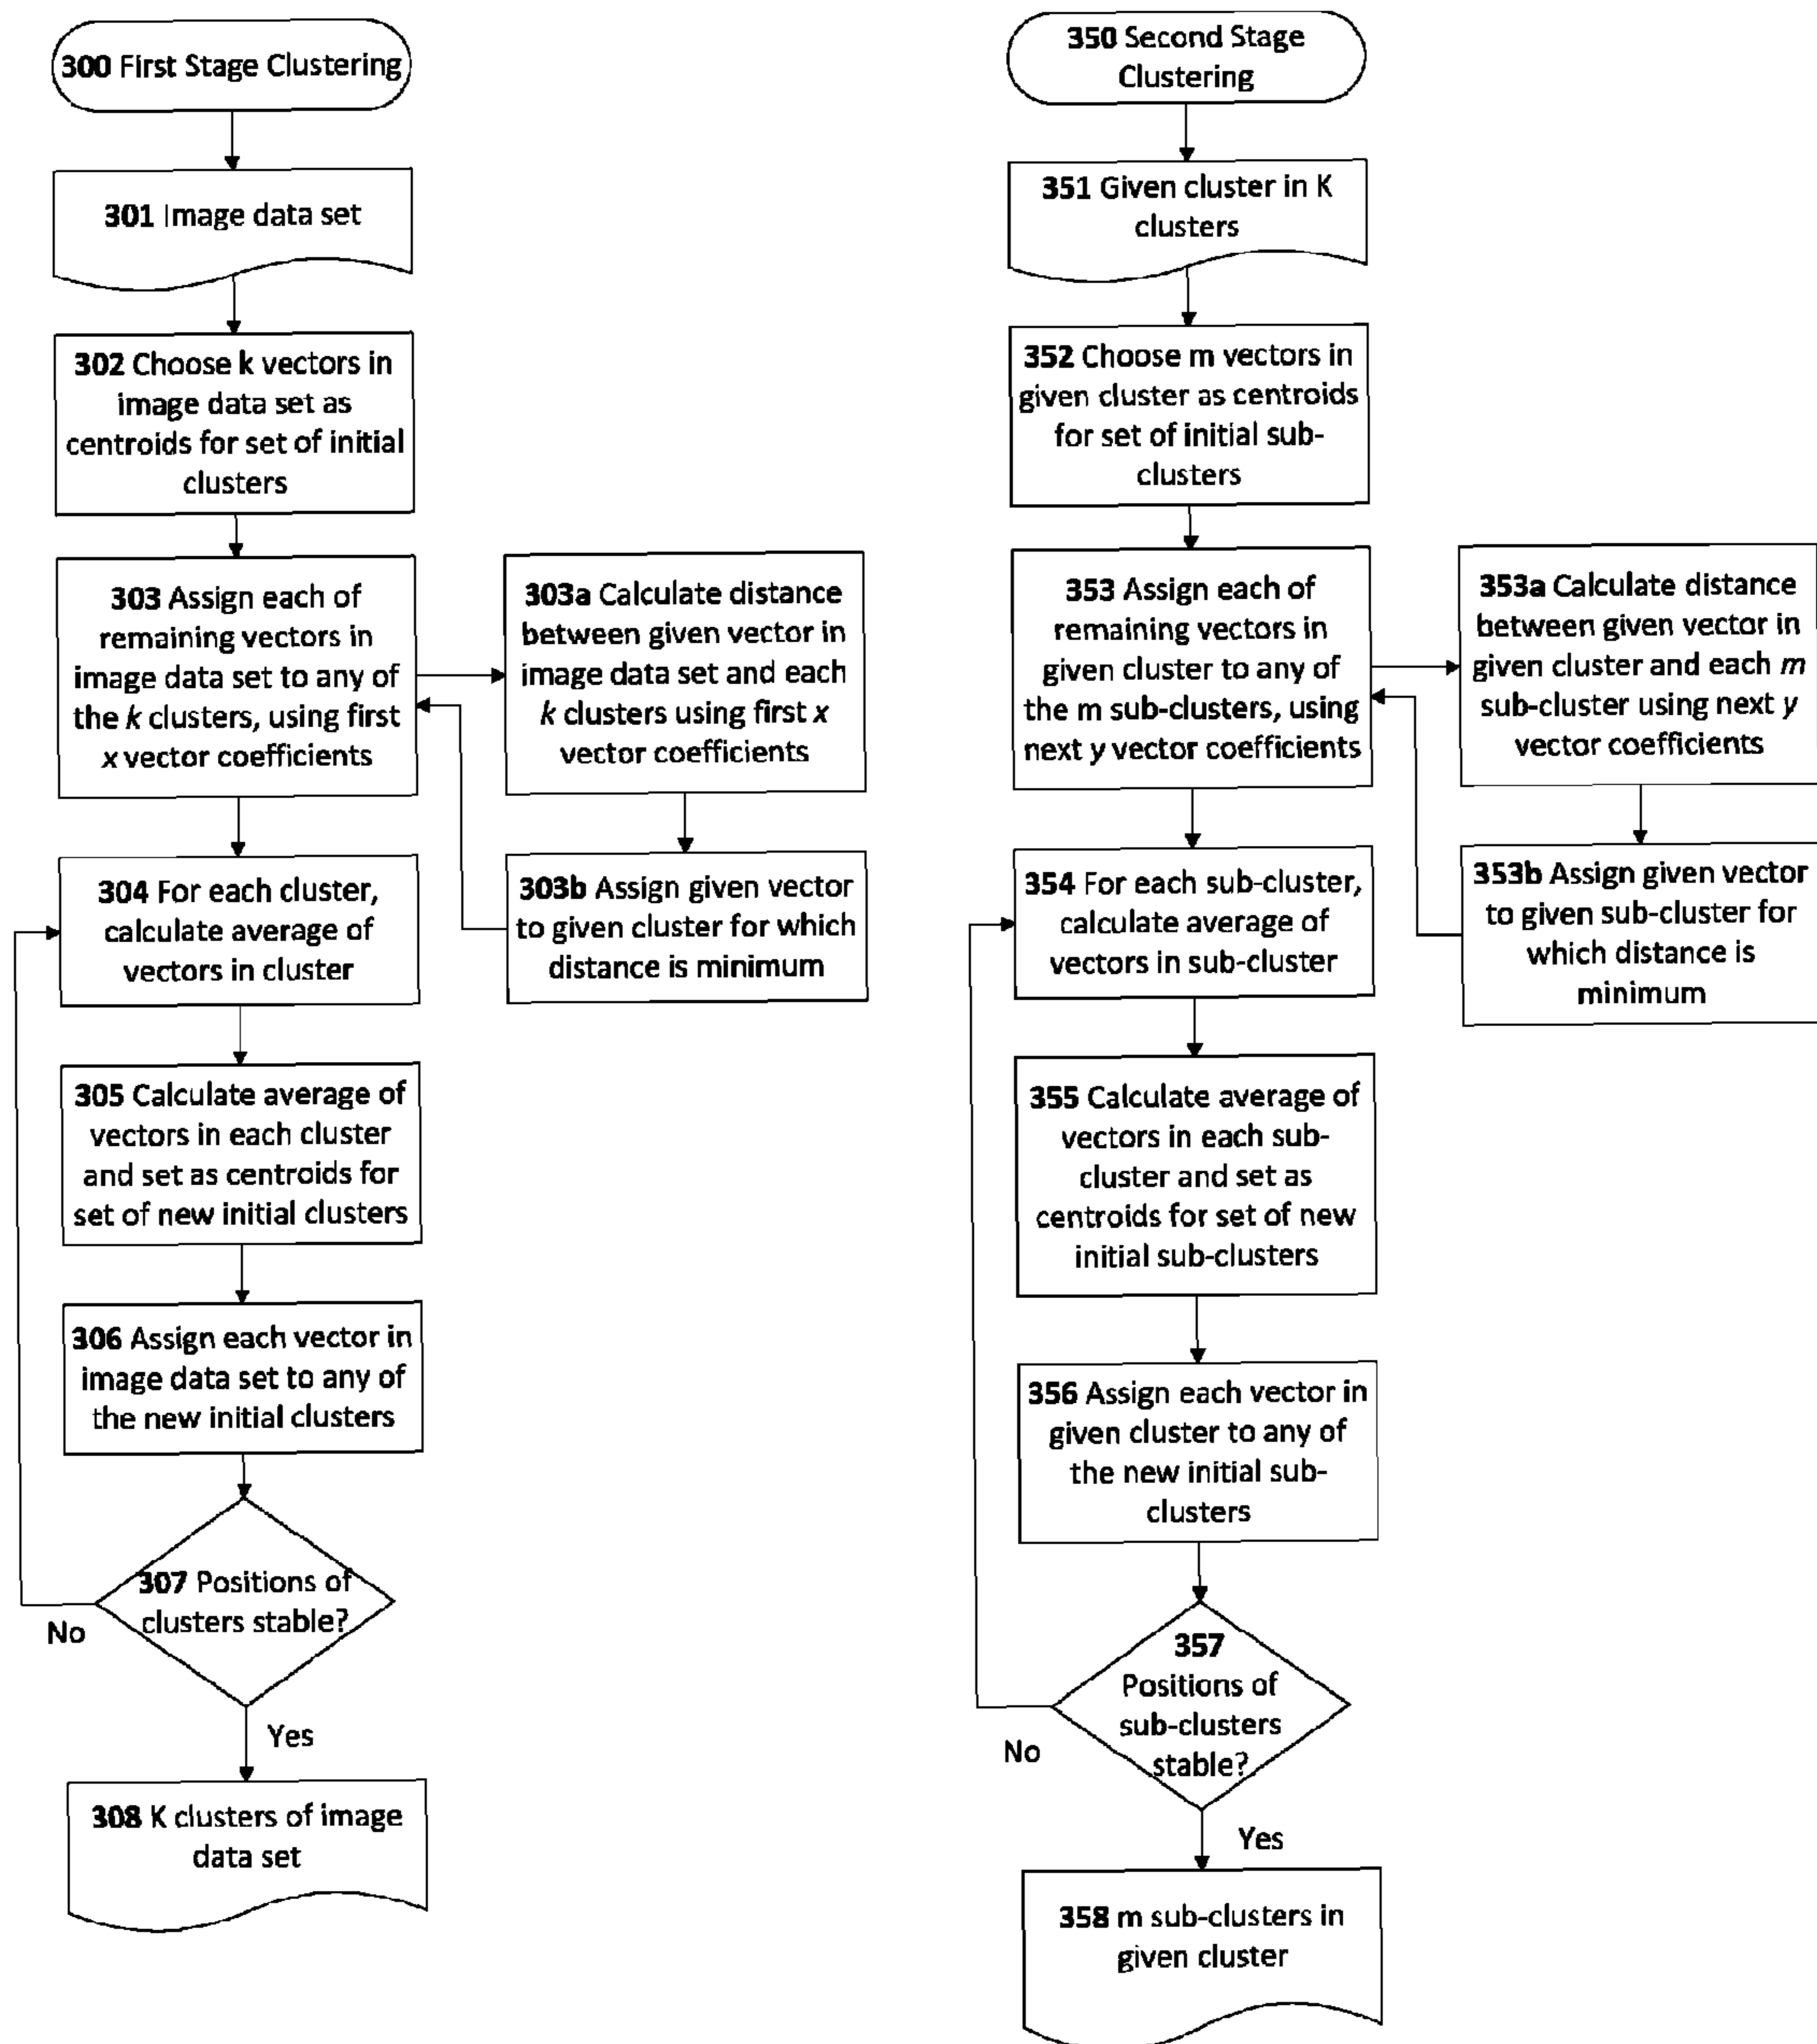 300 First Stage Clustering
301 Image data set
302 Choose k vectors in
image data set as
centroids for set of initial
clusters
303 Assign each of
remaining vectors in
image data set to any of
the k clusters, using first
x vector coefficients
303a Calculate distance
between given vector in
image data set and each
k clusters using first x
vector coefficients
303b Assign given vector
to given cluster for which
distance is minimum
304 For each cluster,
calculate average of
vectors in cluster
305 Calculate average of
vectors in each cluster
and set as centroids for
set of new initial clusters
306 Assign each vector in
image data set to any of
the new initial clusters
307 Positions of
clusters stable?
No
Yes
308 K clusters of image
data set
350 Second Stage
Clustering
351 Given cluster in K
clusters
352 Choose m vectors in
given cluster as centroids
for set of initial sub-
clusters
353 Assign each of
remaining vectors in
given cluster to any of
the m sub-clusters, using
next y vector coefficients
353a Calculate distance
between given vector in
given cluster and each m
sub-cluster using next y
vector coefficients
353b Assign given vector
to given sub-cluster for
which distance is
minimum
354 For each sub-cluster,
calculate average of
vectors in sub-cluster
355 Calculate average of
vectors in each sub-
cluster and set as
centroids for set of new
initial sub-clusters
356 Assign each vector in
given cluster to any of
the new initial sub-
clusters
357
Positions of
sub-clusters
stable?
No
Yes
358 m sub-clusters in
given cluster